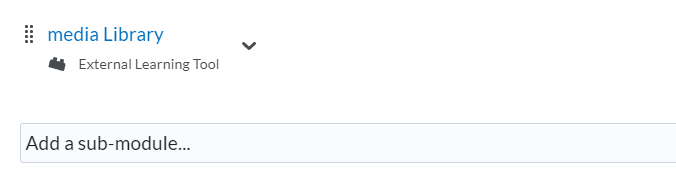 media Library
External Learning Tool
Add a sub-module...